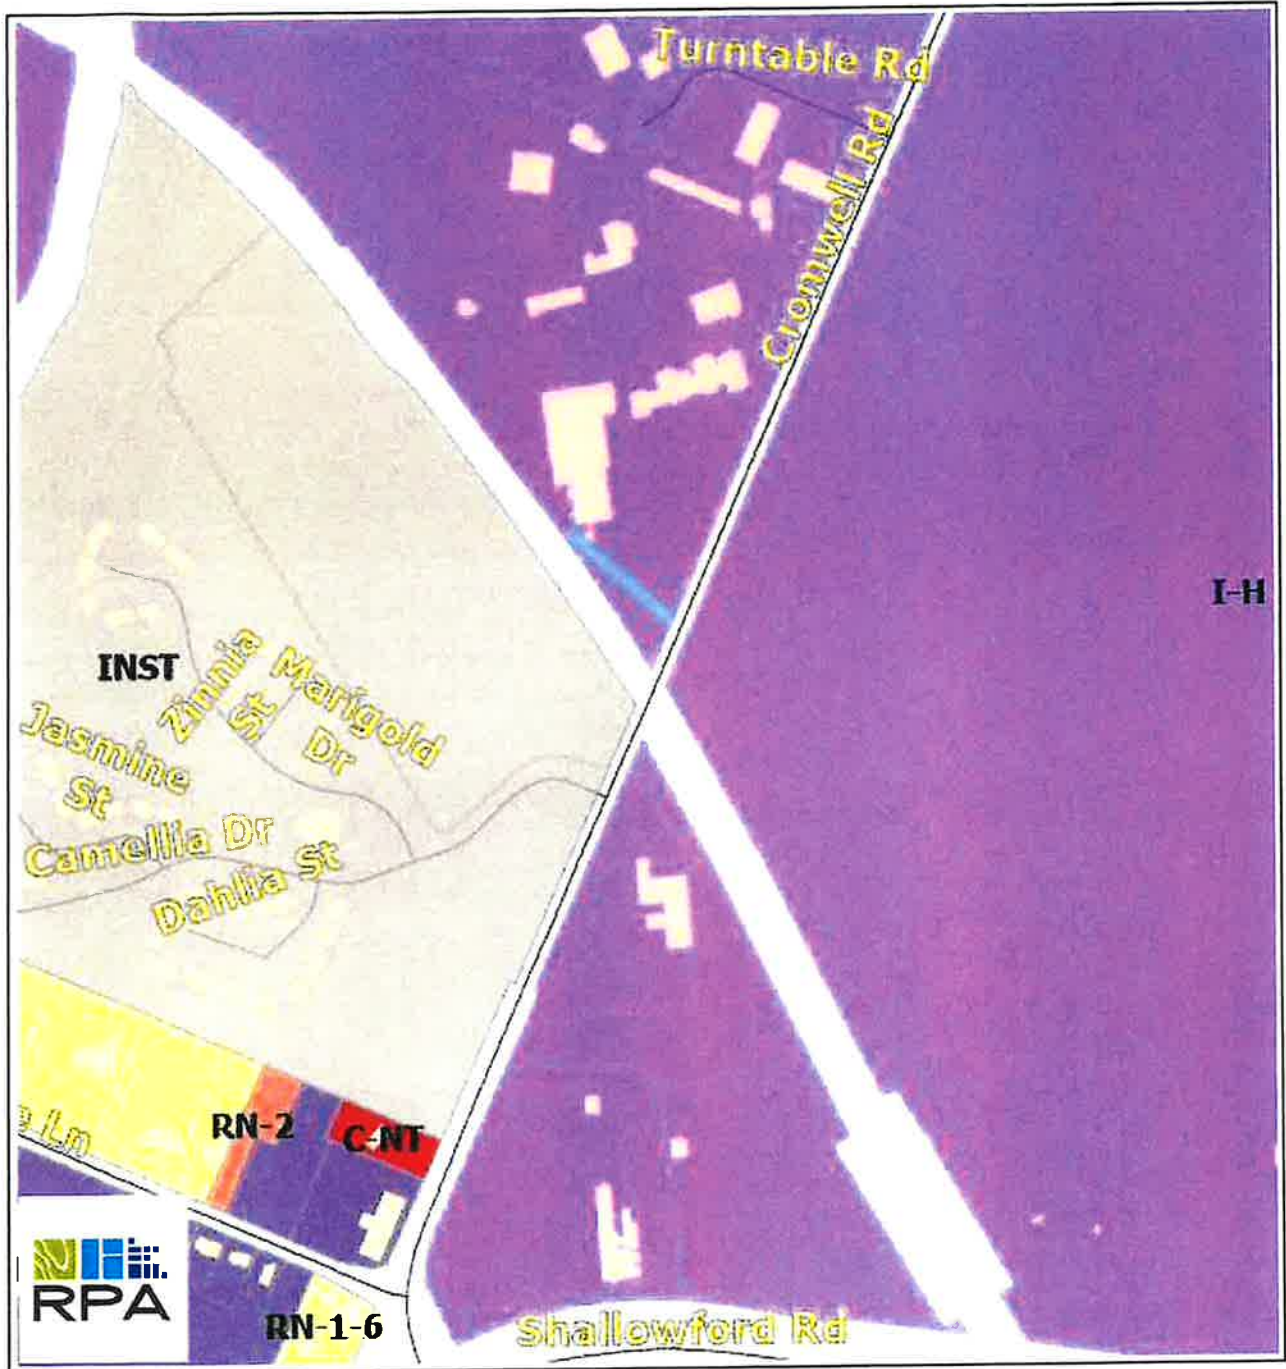 Turntable Rd
Cromwell Rd
I-H
INST
Zinnia
St
Marigold
Dr
Jasmine
St
Camellia Dr
Dahlia St
RN-2
C-NT
Ln
RPA
RN-1-6
Shallowford Rd